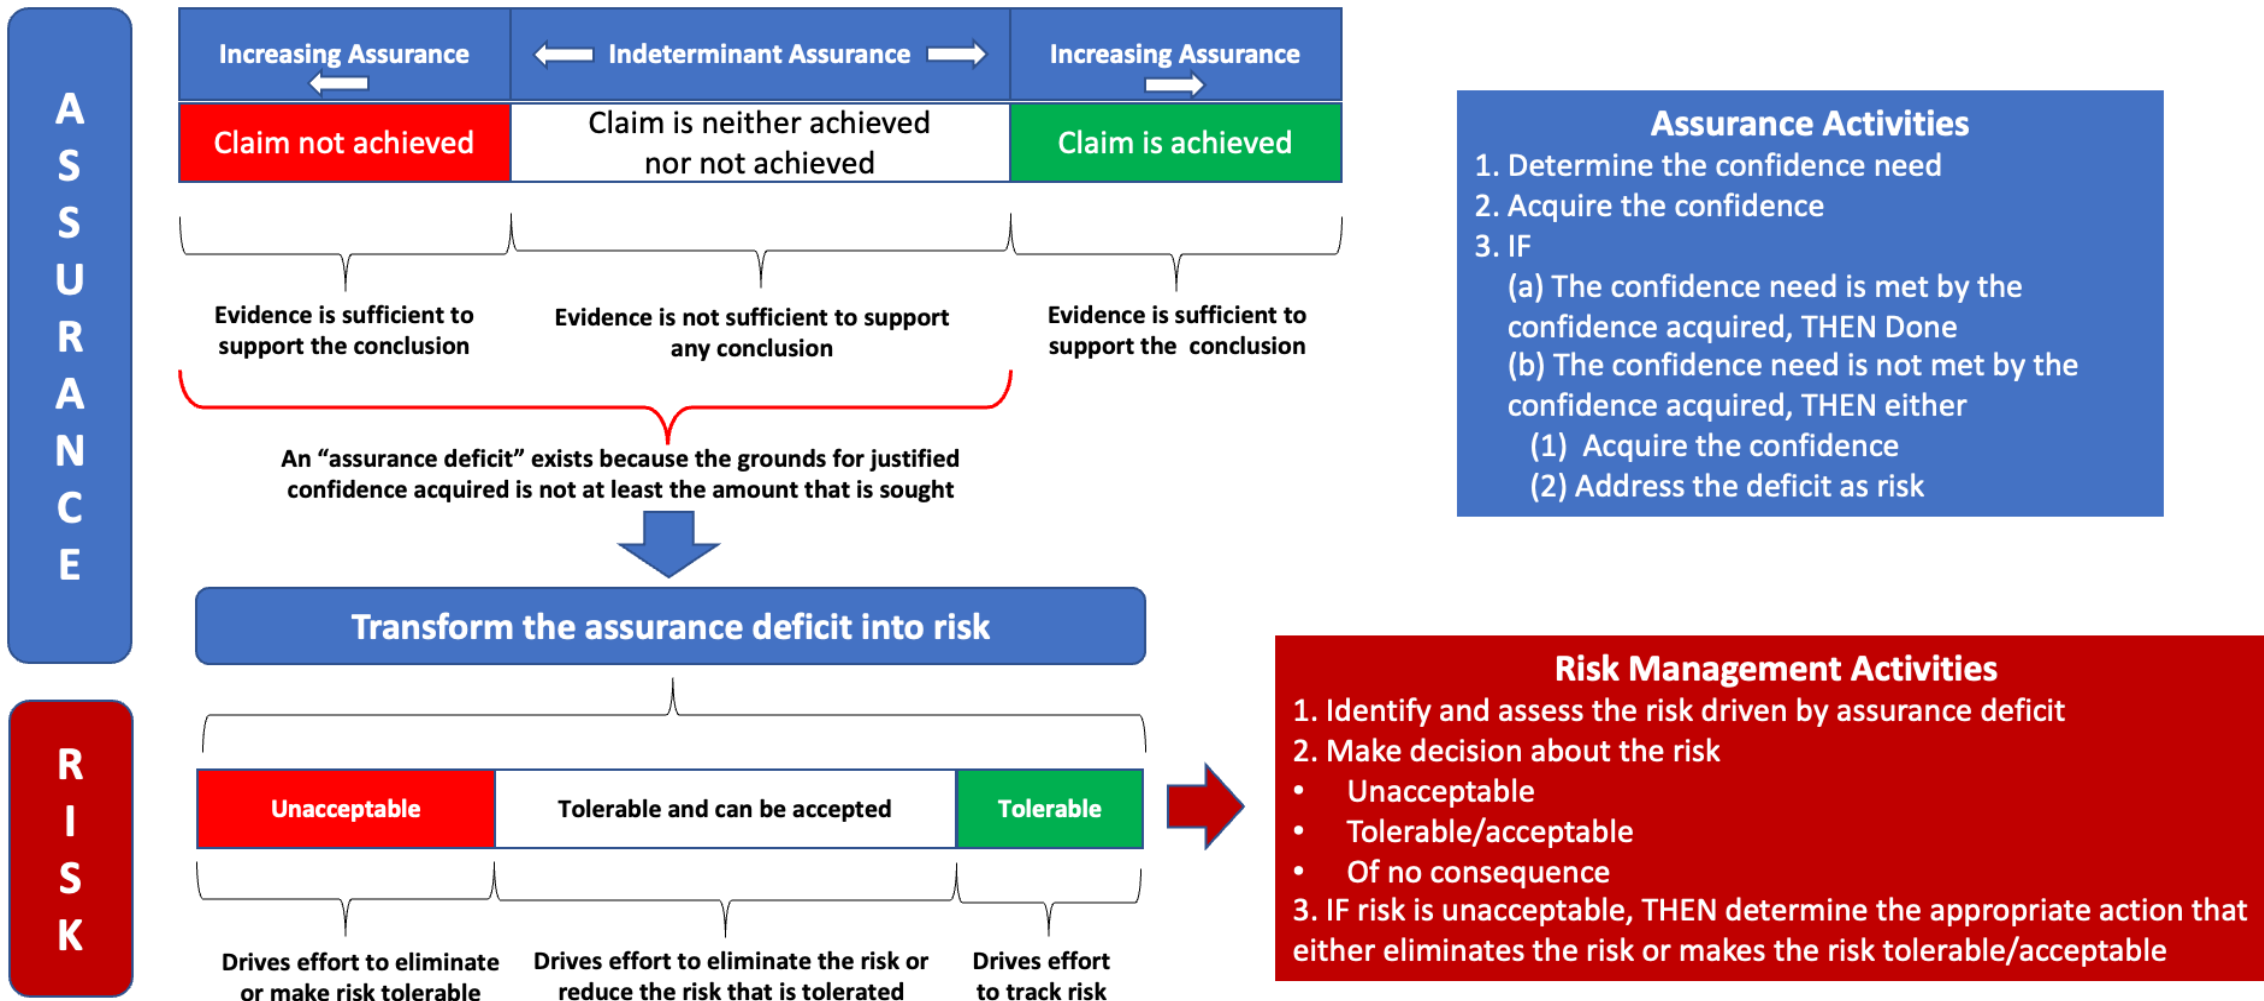 ASSURANCE
Increasing Assurance
Indeterminant Assurance
Increasing Assurance
Claim not achieved
Claim is neither achieved
nor not achieved
Claim is achieved
Evidence is sufficient to
support the conclusion
Evidence is not sufficient to support
any conclusion
Evidence is sufficient to
support the conclusion
An “assurance deficit” exists because the grounds for justified
confidence acquired is not at least the amount that is sought
Transform the assurance deficit into risk
Assurance Activities
1. Determine the confidence need
2. Acquire the confidence
3. IF
(a) The confidence need is met by the
confidence acquired, THEN Done
(b) The confidence need is not met by the
confidence acquired, THEN either
(1) Acquire the confidence
(2) Address the deficit as risk
RISK
Unacceptable
Tolerable and can be accepted
Tolerable
Drives effort to eliminate
or make risk tolerable
Drives effort to eliminate the risk or
reduce the risk that is tolerated
Drives effort
to track risk
Risk Management Activities
1. Identify and assess the risk driven by assurance deficit
2. Make decision about the risk
• Unacceptable
• Tolerable/acceptable
• Of no consequence
3. IF risk is unacceptable, THEN determine the appropriate action that
either eliminates the risk or makes the risk tolerable/acceptable